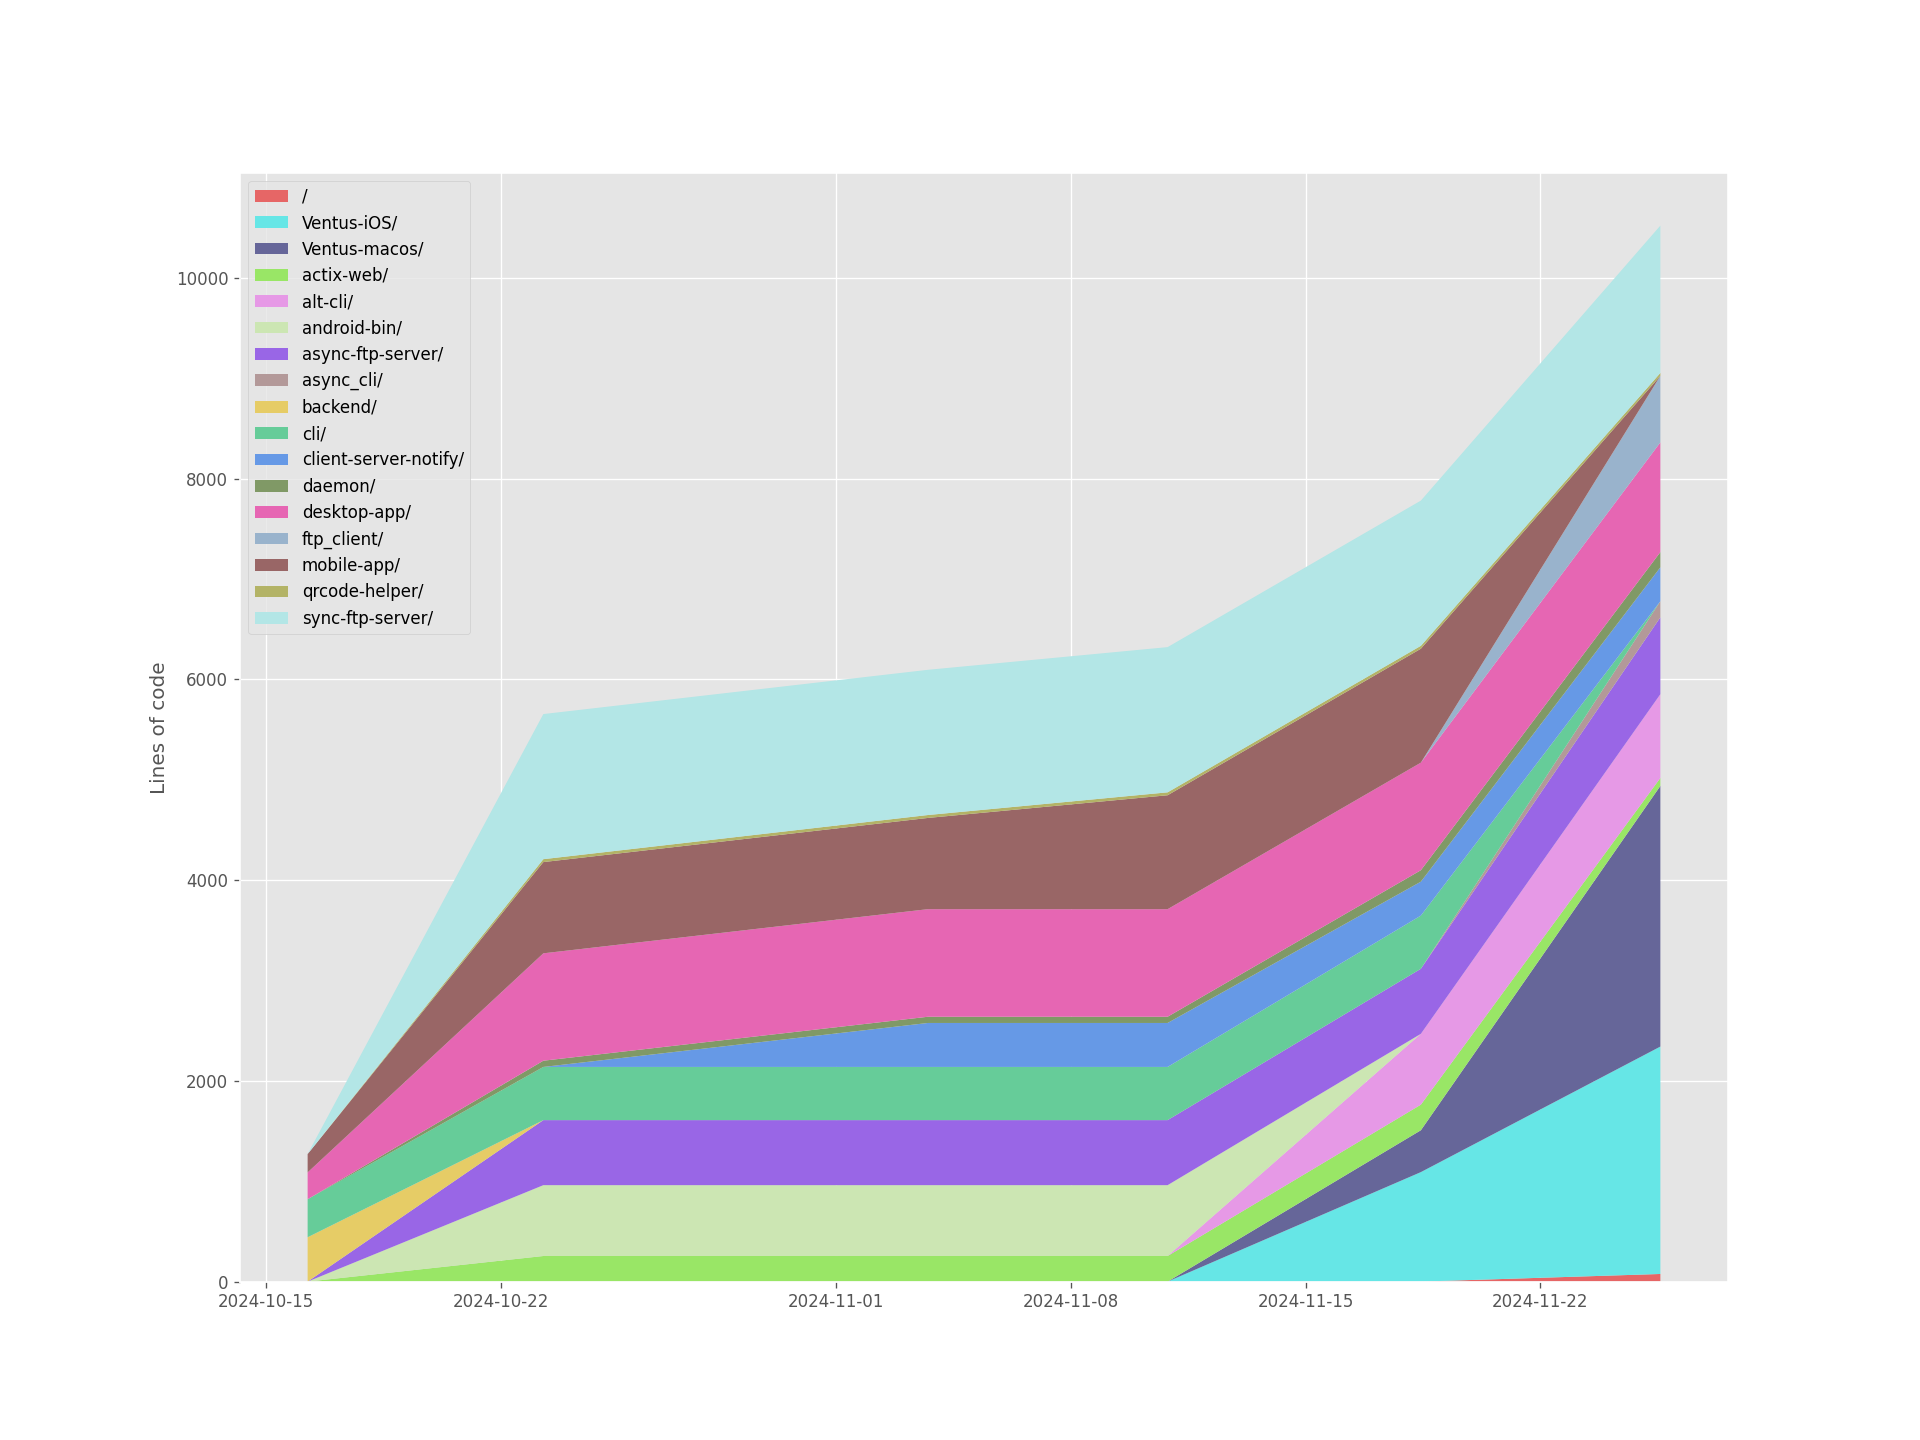 /
Ventus-iOS/
Ventus-macos/
actix-web/
alt-cli/
android-bin/
async-ftp-server/
async_cli/
backend/
cli/
client-server-notify/
daemon/
desktop-app/
ftp_client/
mobile-app/
qrcode-helper/
sync-ftp-server/
10000
8000
6000
4000
2000
0
Lines of code
2024-10-15 2024-10-22 2024-11-01 2024-11-08 2024-11-15 2024-11-22